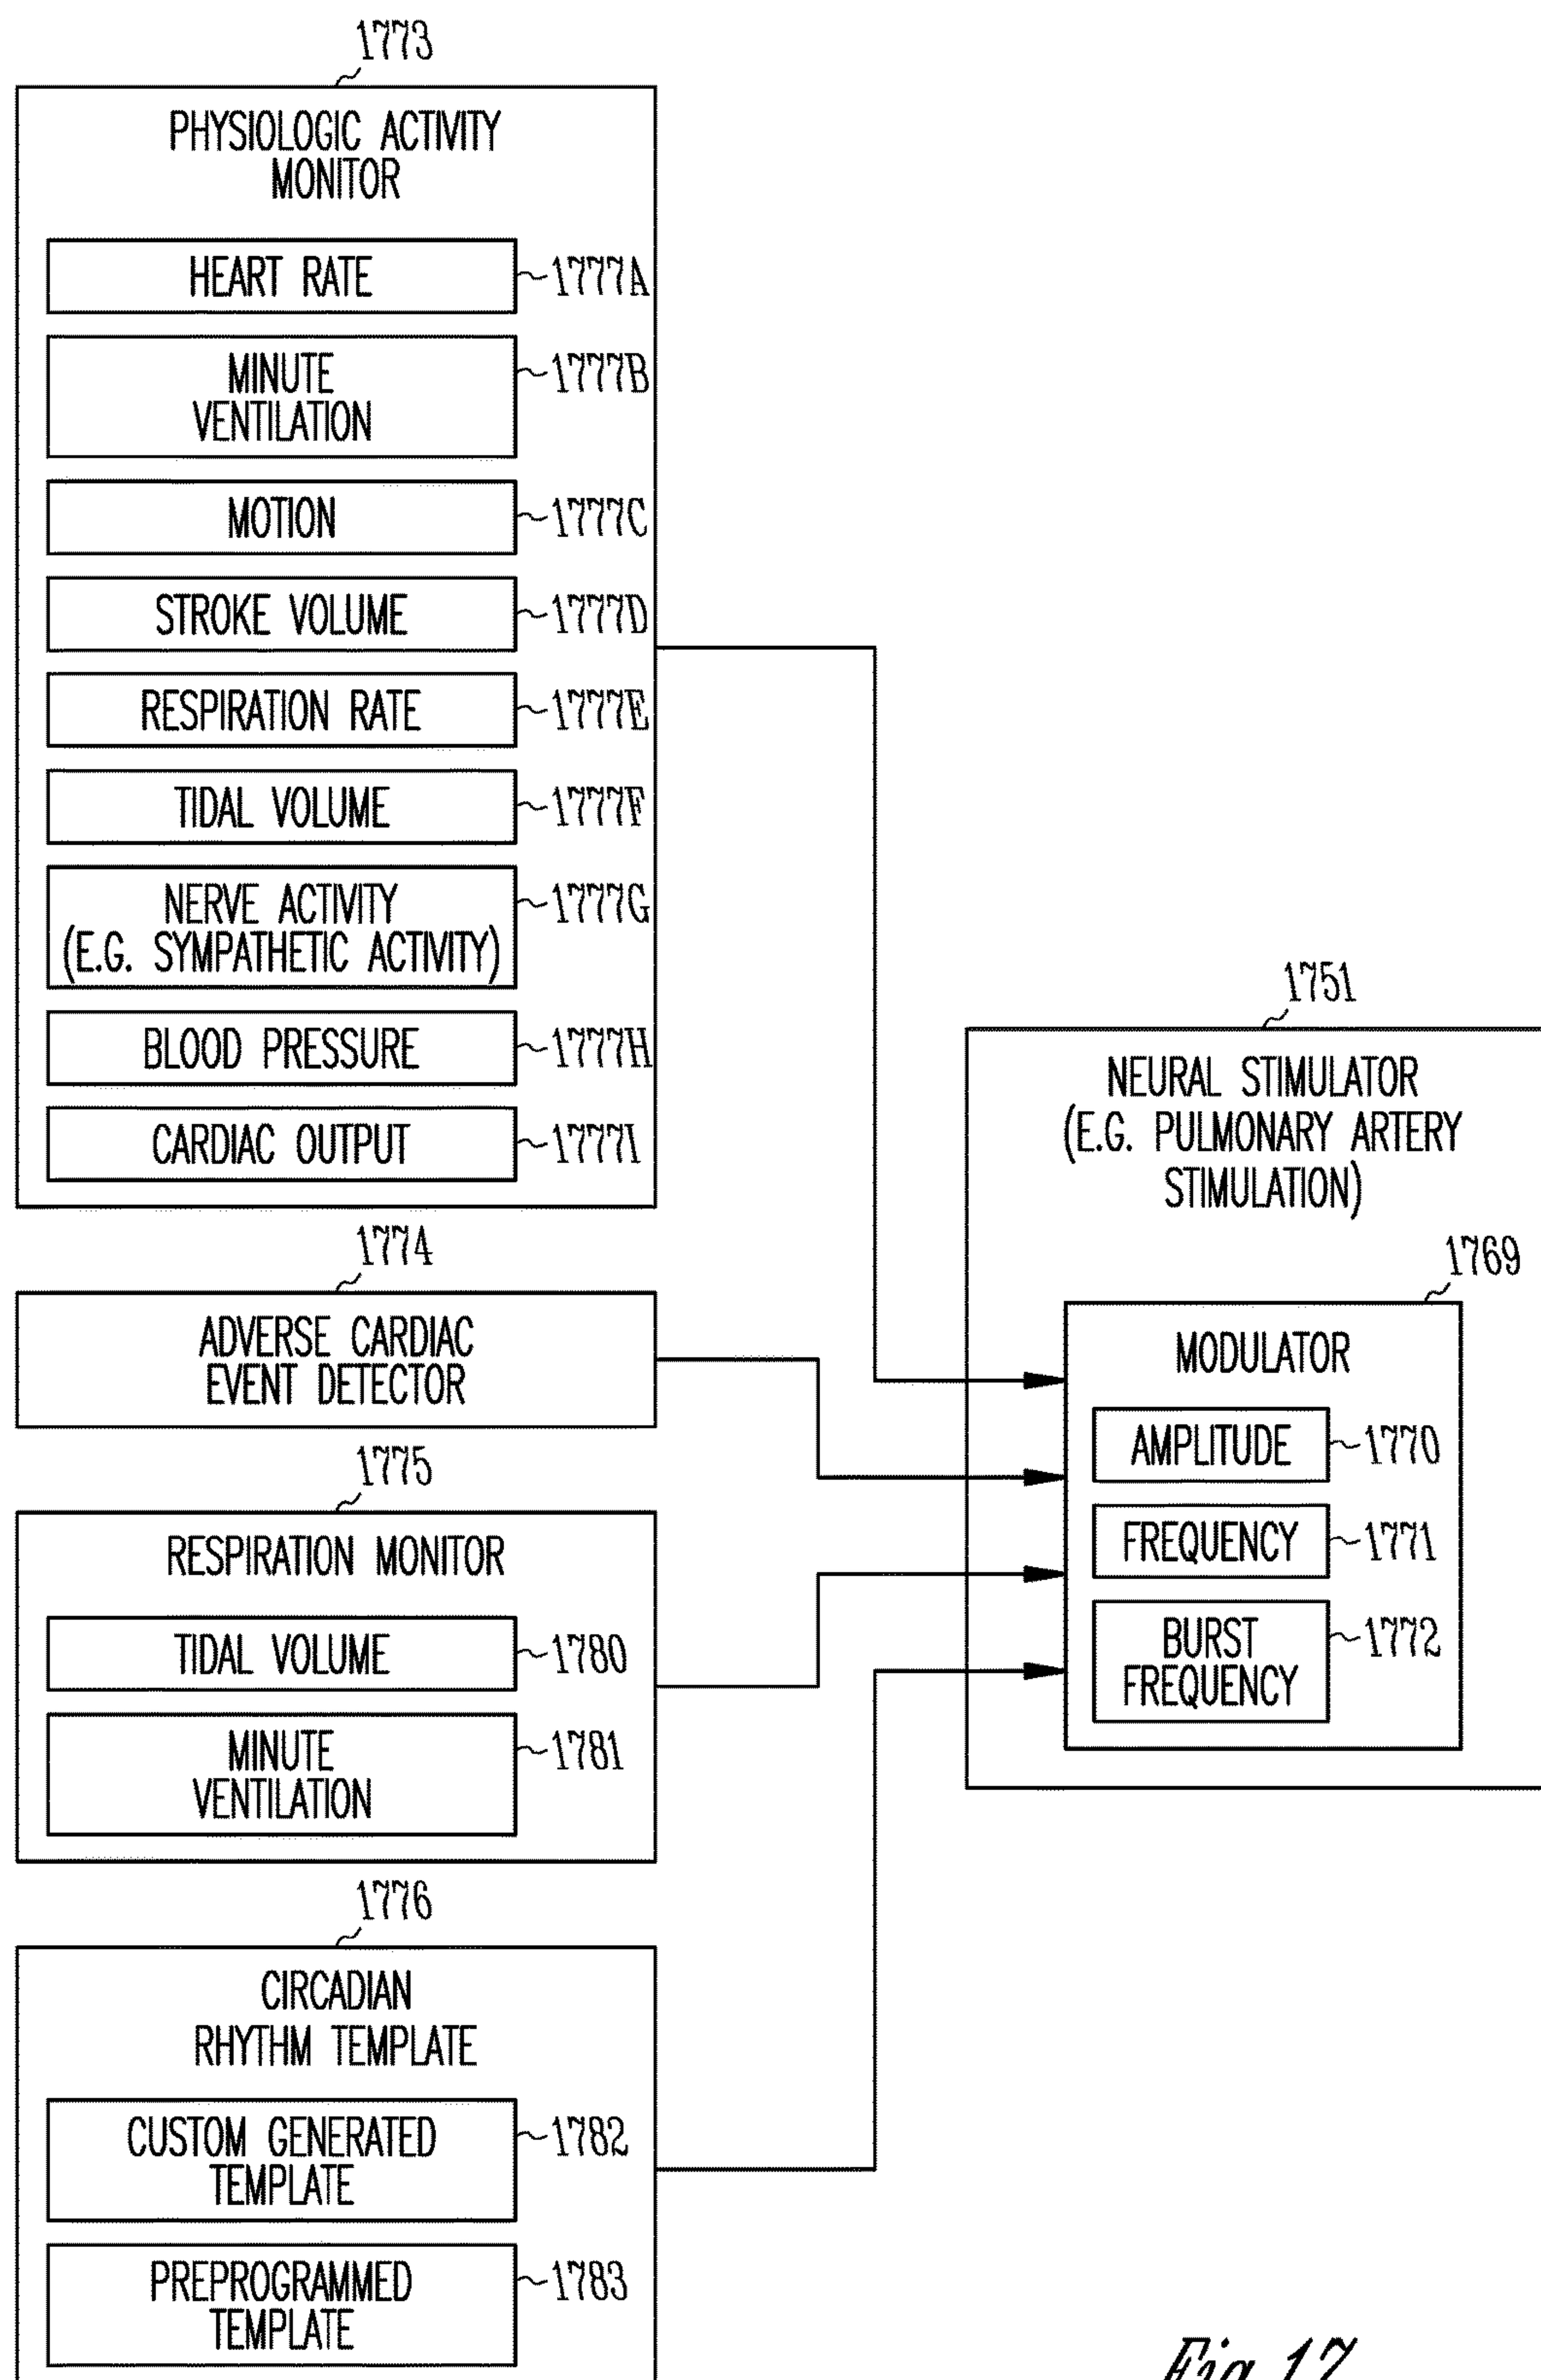 1773
PHYSIOLOGIC ACTIVITY
MONITOR
HEART RATE
1777A
MINUTE
VENTILATION
1777B
MOTION
1777C
STROKE VOLUME
1777D
RESPIRATION RATE
1777E
TIDAL VOLUME
1777F
NERVE ACTIVITY
(E.G. SYMPATHETIC ACTIVITY)
1777G
BLOOD PRESSURE
1777H
CARDIAC OUTPUT
1777I
1774
ADVERSE CARDIAC
EVENT DETECTOR
1775
RESPIRATION MONITOR
TIDAL VOLUME
1780
MINUTE
VENTILATION
1781
1776
CIRCADIAN
RHYTHM TEMPLATE
CUSTOM GENERATED
TEMPLATE
1782
PREPROGRAMMED
TEMPLATE
1783
1751
NEURAL STIMULATOR
(E.G. PULMONARY ARTERY
STIMULATION)
1769
MODULATOR
AMPLITUDE
1770
FREQUENCY
1771
BURST
FREQUENCY
1772
Fig. 17